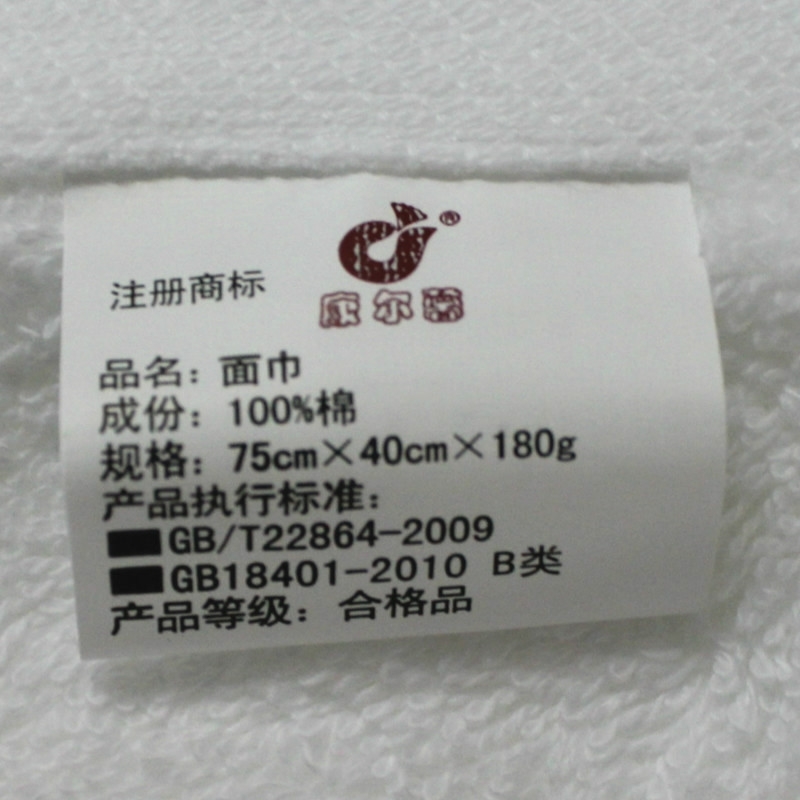 ®
注册商标
康尔馨
品名：面巾
成份：100%棉
规格：75cm×40cm×180g
产品执行标准：
GB/T22864-2009
GB18401-2010 B类
产品等级：合格品